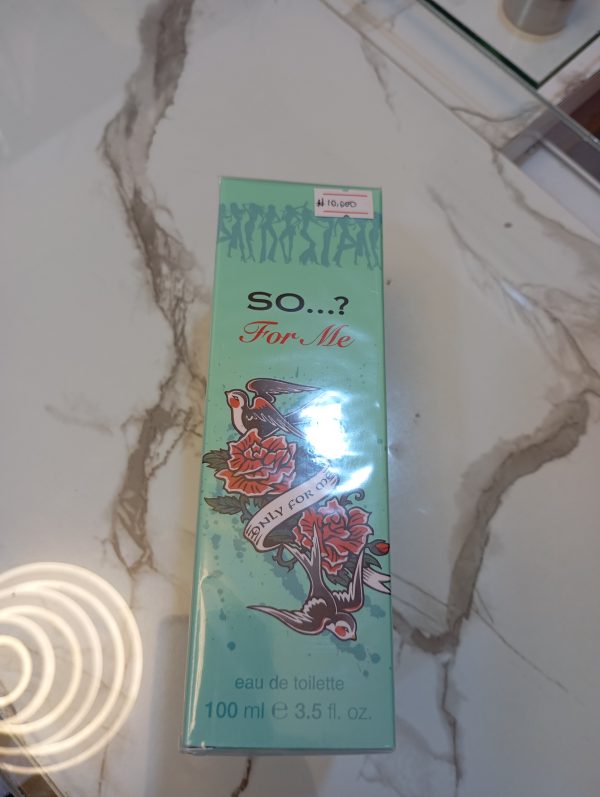 ₦10,000
SO...?
For Me
ONLY FOR ME
eau de toilette
100 ml ℮ 3.5 fl. oz.